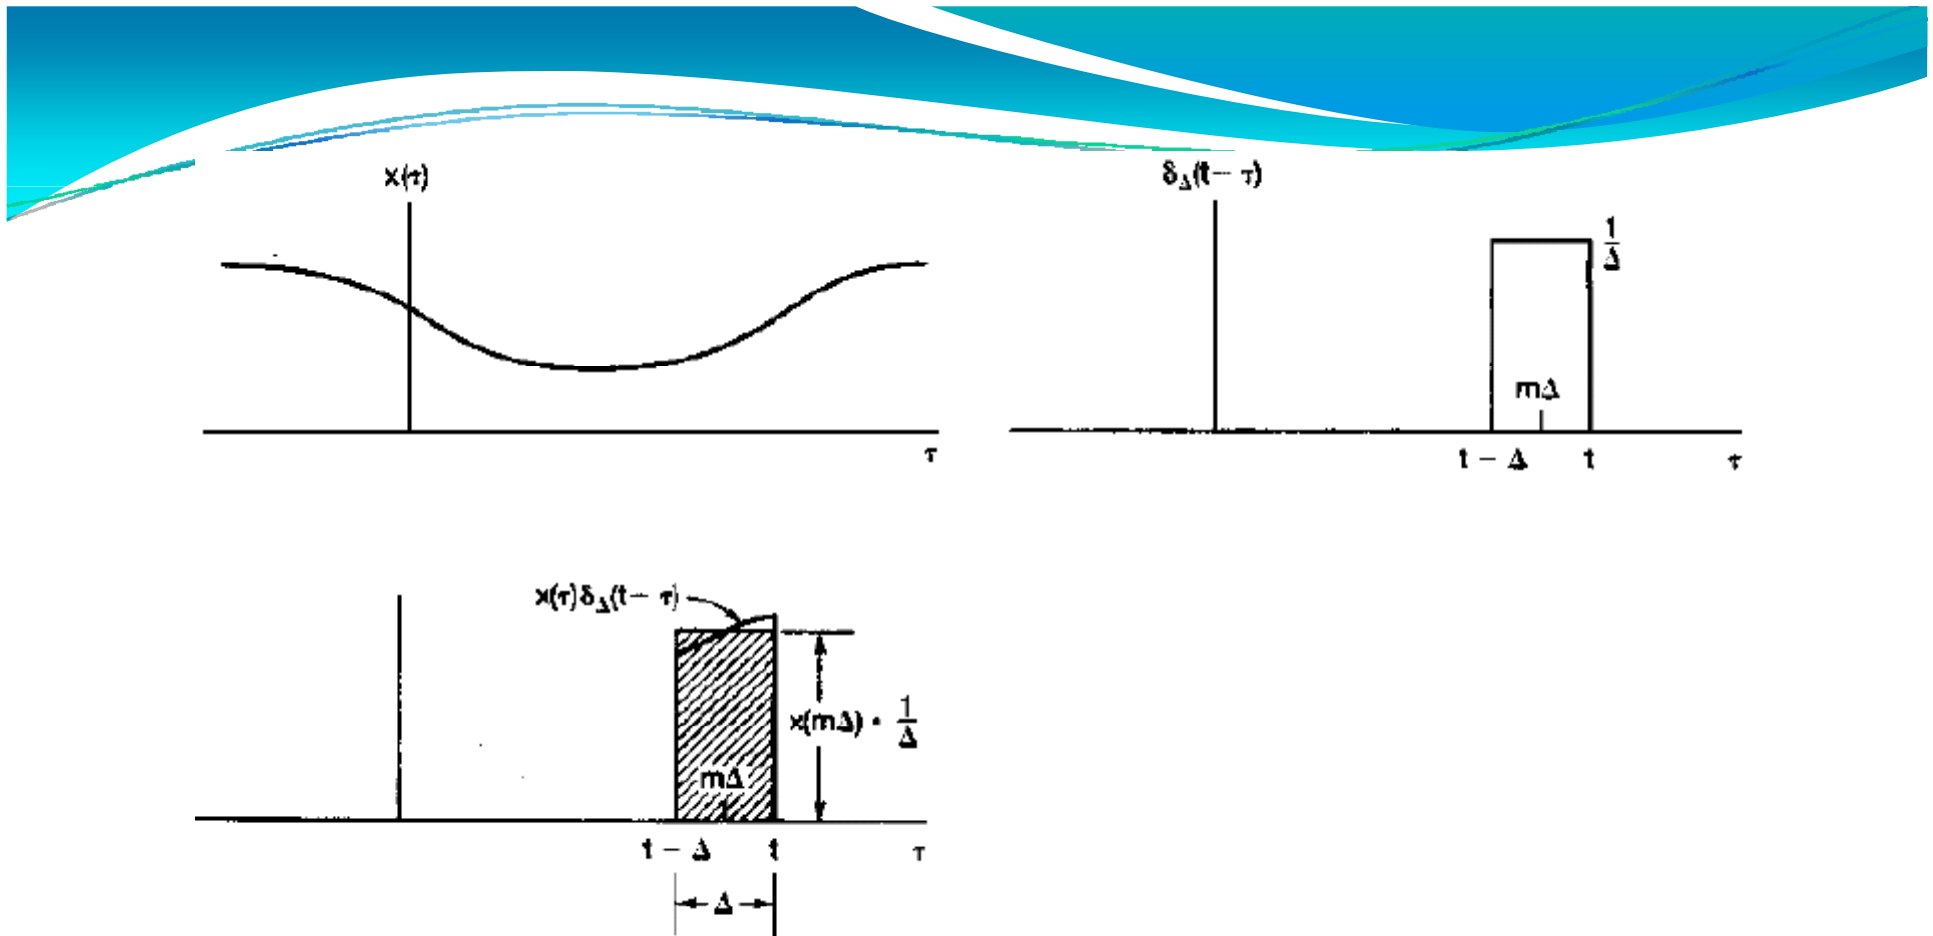 x(τ)
δ_Δ(t − τ)
1/Δ
mΔ
τ
t − Δ
t
τ
x(τ)δ_Δ(t − τ)
x(mΔ) • 1/Δ
mΔ
t − Δ
t
τ
Δ